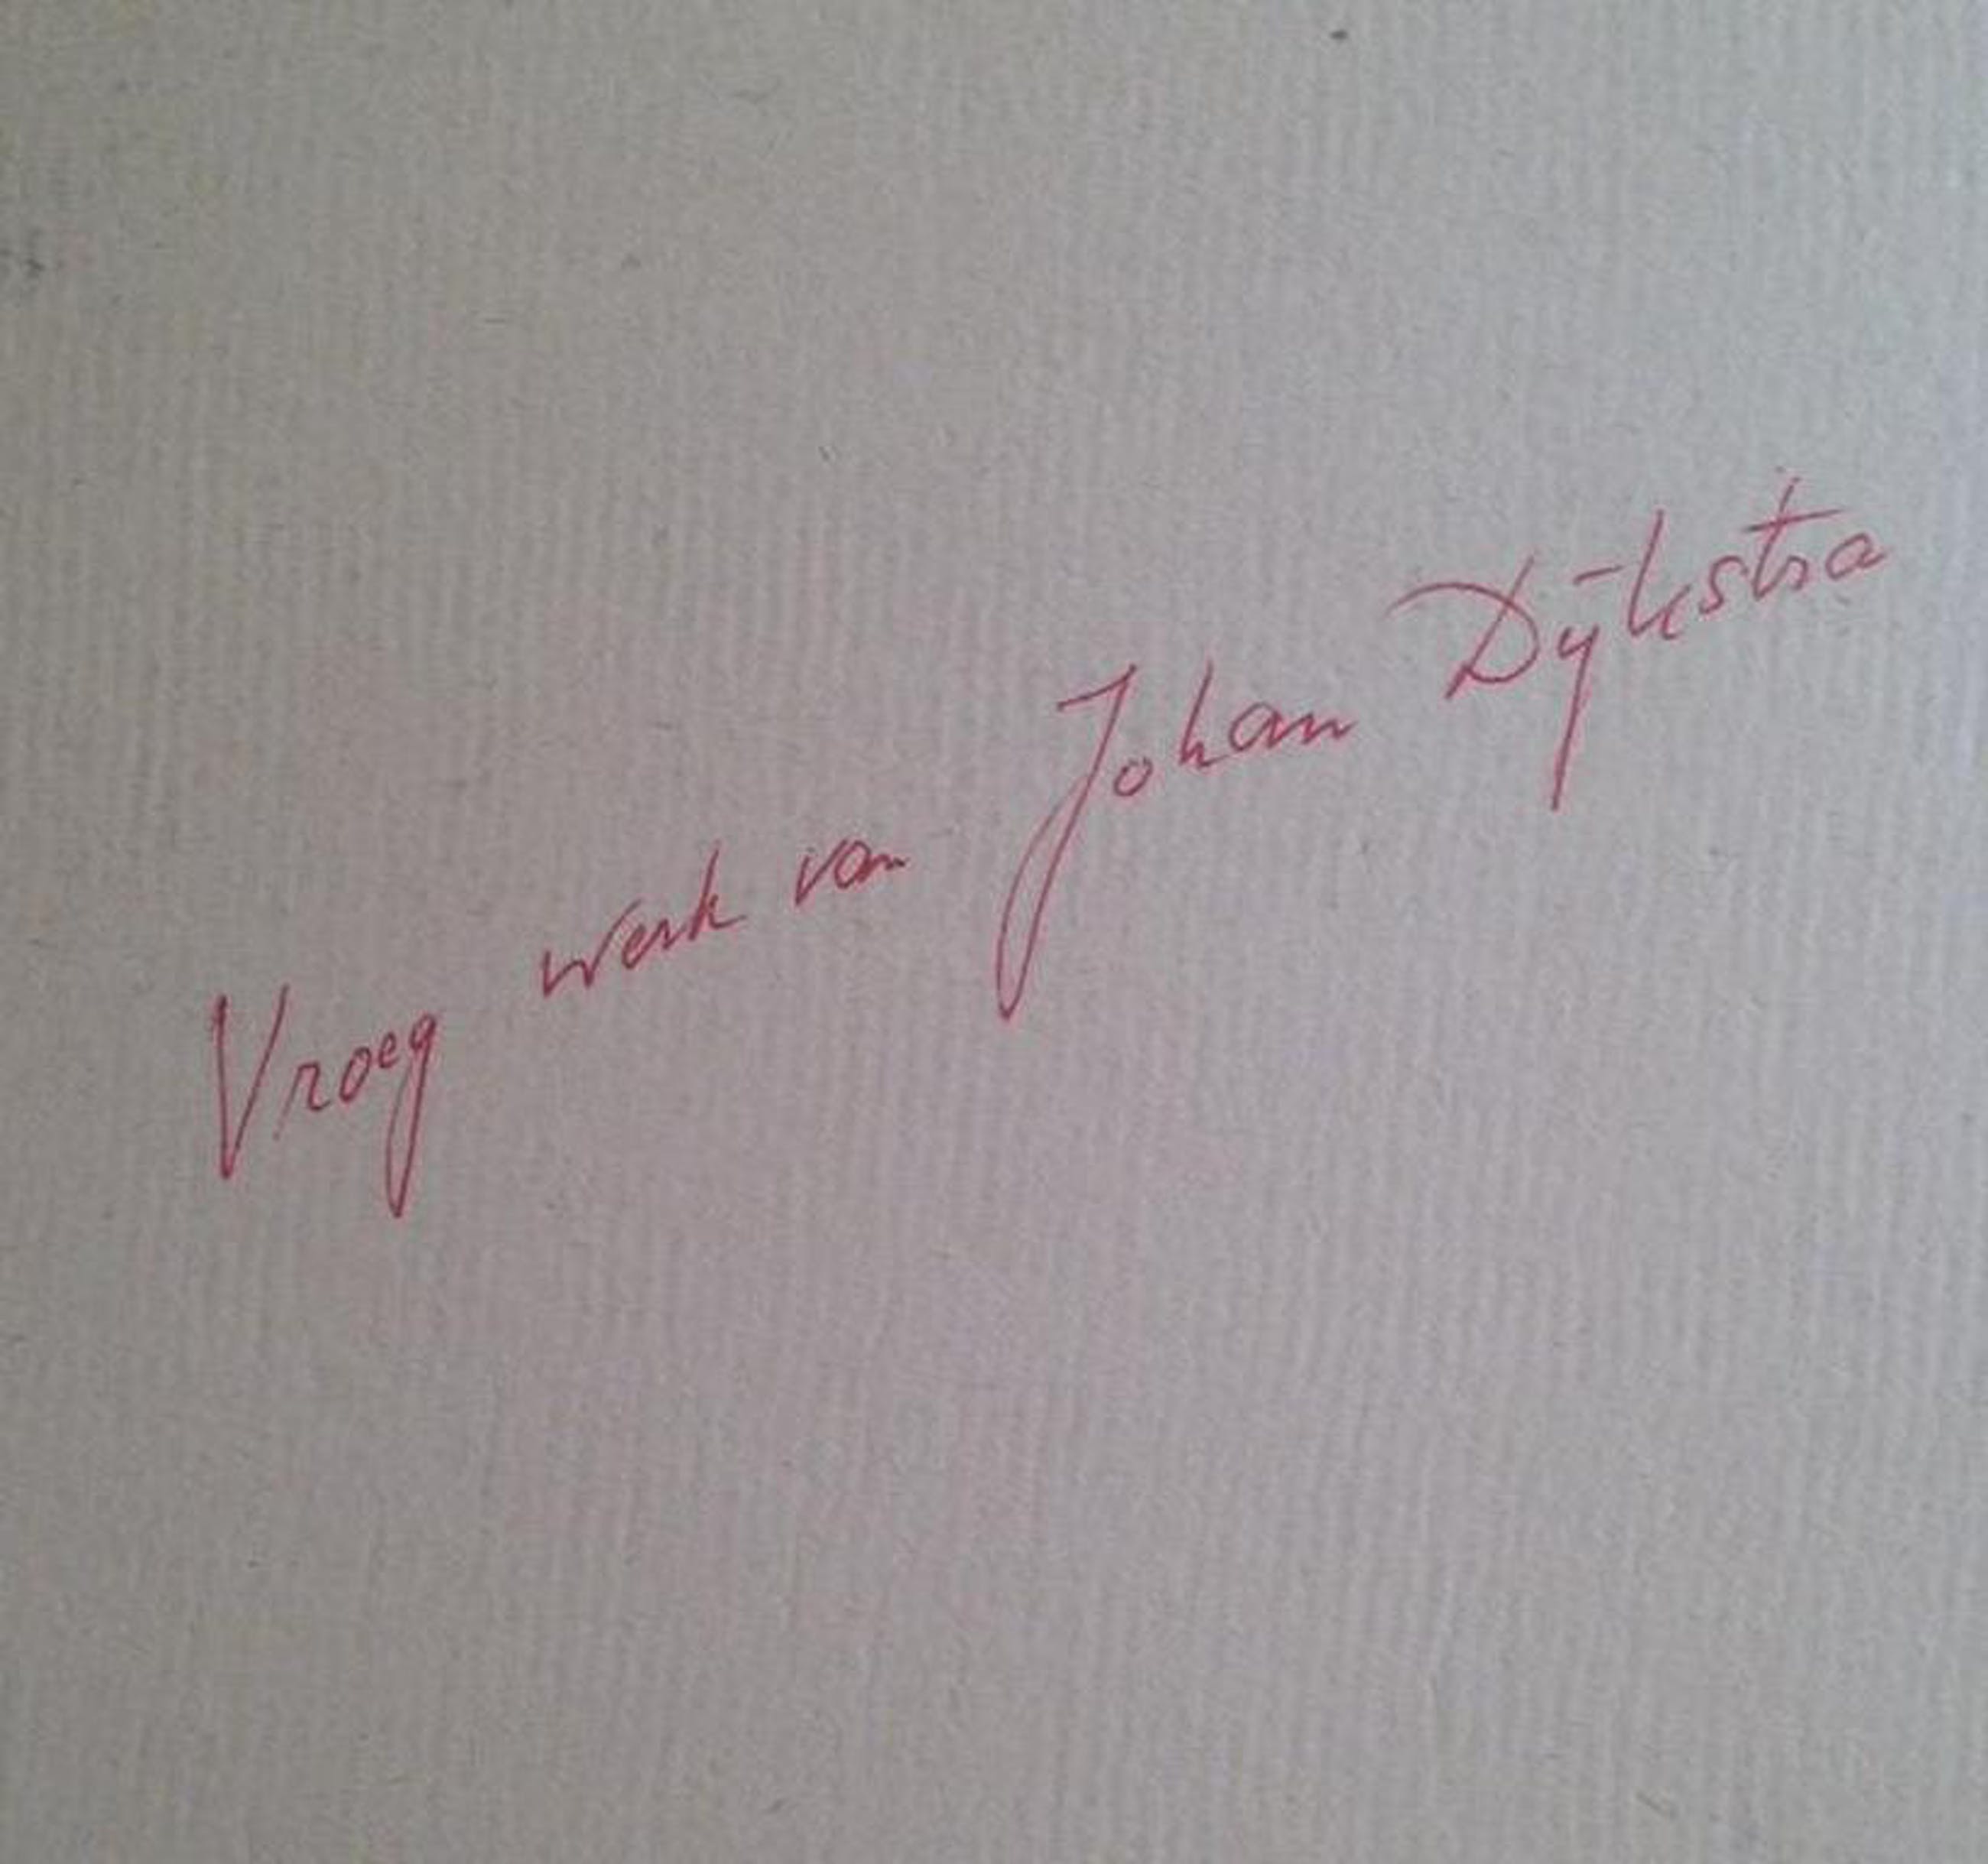 Vroeg werk van Johan Dijkstra